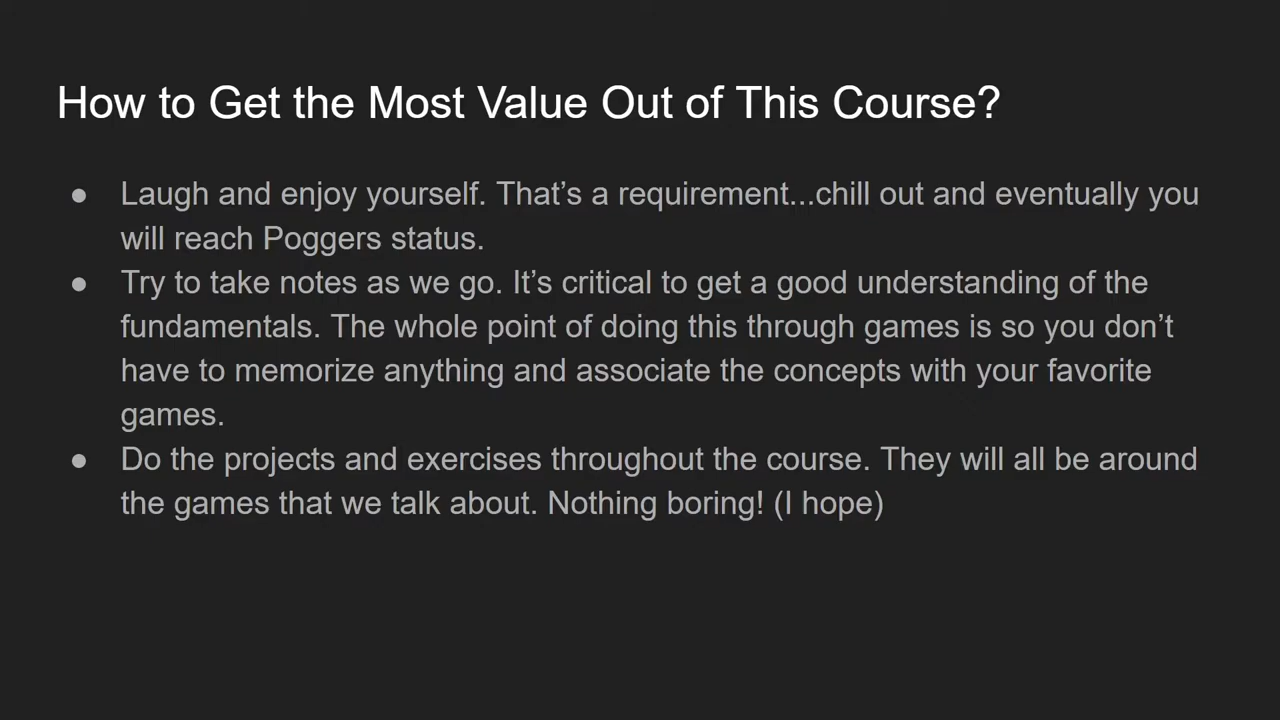 How to Get the Most Value Out of This Course?
● Laugh and enjoy yourself. That’s a requirement...chill out and eventually you
will reach Poggers status.
● Try to take notes as we go. It’s critical to get a good understanding of the
fundamentals. The whole point of doing this through games is so you don’t
have to memorize anything and associate the concepts with your favorite
games.
● Do the projects and exercises throughout the course. They will all be around
the games that we talk about. Nothing boring! (I hope)